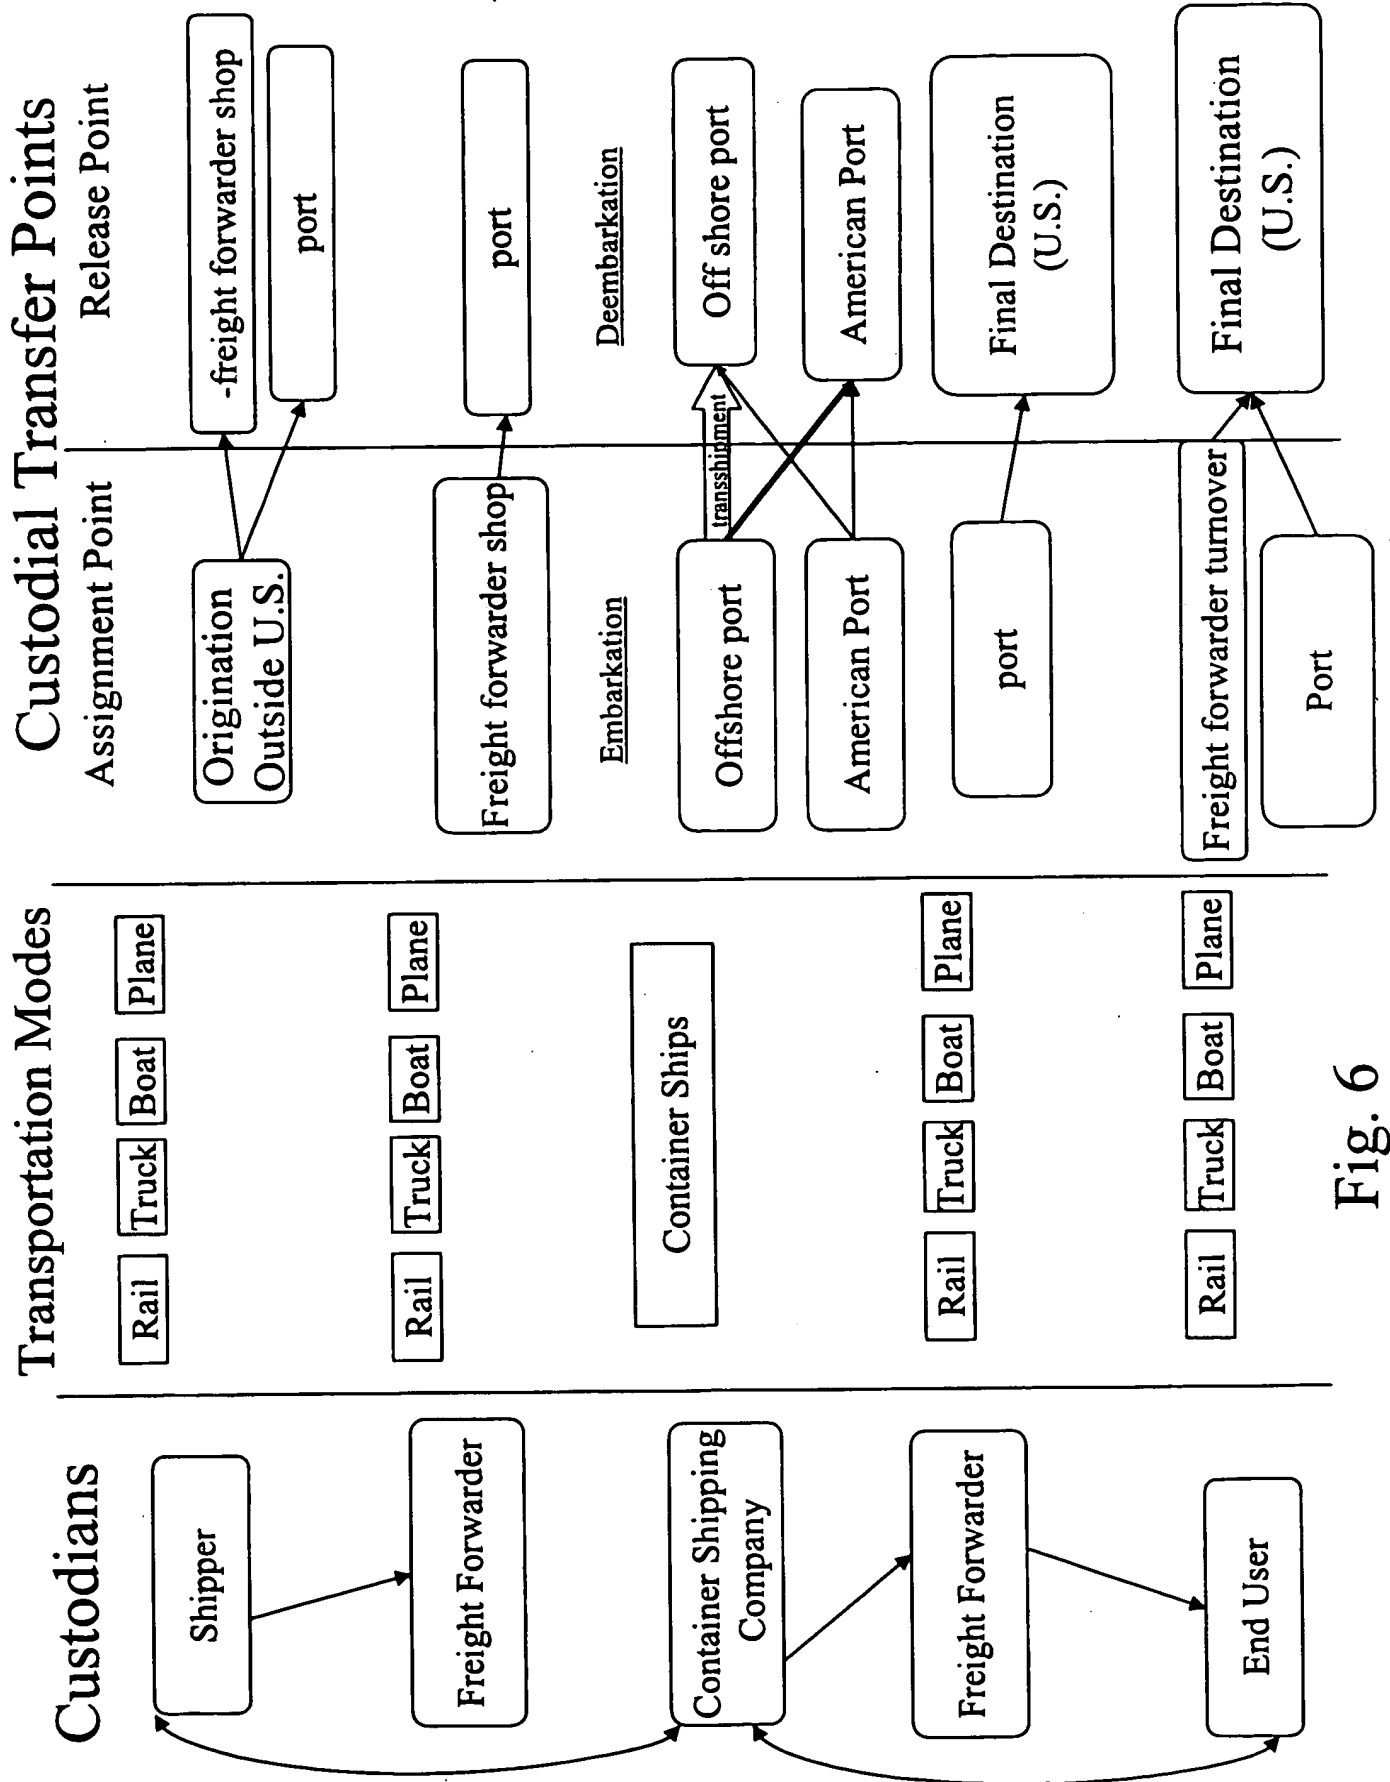 Custodians
Transportation Modes
Custodial Transfer Points
Assignment Point
Release Point
Shipper
Rail
Truck
Boat
Plane
Origination
Outside U.S.
-freight forwarder shop
port
Freight Forwarder
Rail
Truck
Boat
Plane
Freight forwarder shop
port
Embarkation
Deembarkation
Container Shipping
Company
Container Ships
Offshore port
transshipment
Off shore port
American Port
American Port
Freight Forwarder
Rail
Truck
Boat
Plane
port
Final Destination
(U.S.)
End User
Rail
Truck
Boat
Plane
Freight forwarder turnover
Port
Final Destination
(U.S.)
Fig. 6